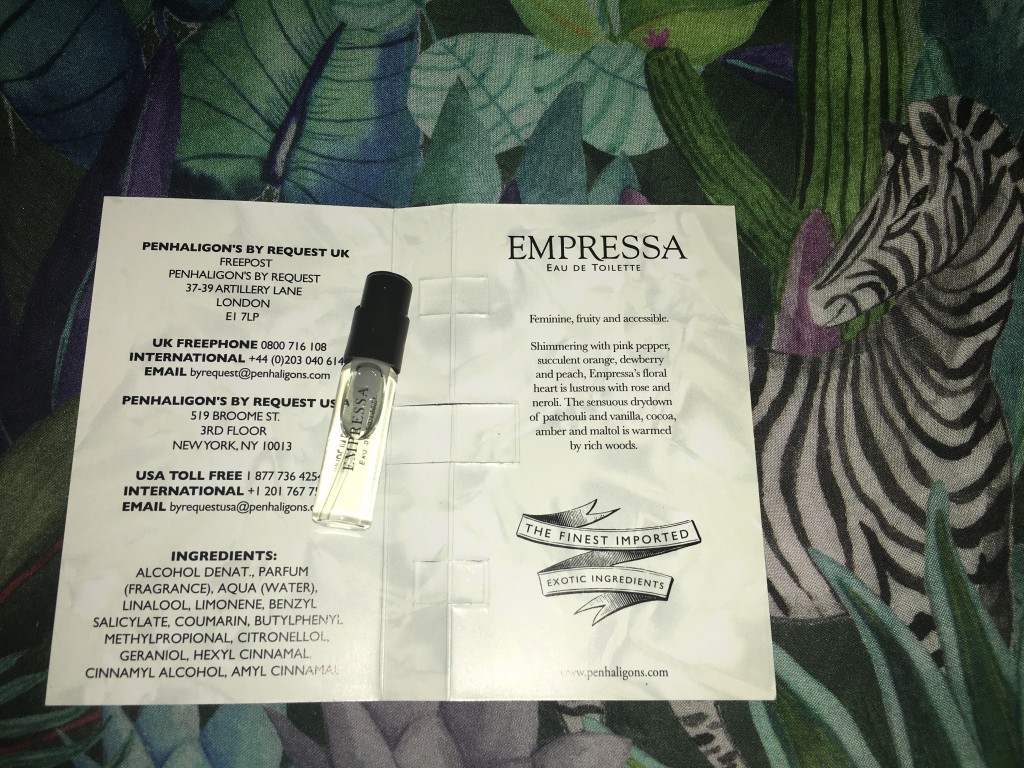 PENHALIGON'S BY REQUEST UK
FREEPOST
PENHALIGON'S BY REQUEST
37-39 ARTILLERY LANE
LONDON
E1 7LP
UK FREEPHONE 0800 716 108
INTERNATIONAL +44 (0)203 040 614
EMAIL byrequest@penhaligons.com
PENHALIGON'S BY REQUEST US
519 BROOME ST.
3RD FLOOR
NEW YORK, NY 10013
USA TOLL FREE 1 877 736 4254
INTERNATIONAL +1 201 767
EMAIL byrequestusa@penhaligons.
INGREDIENTS:
ALCOHOL DENAT., PARFUM
(FRAGRANCE), AQUA (WATER),
LINALOOL, LIMONENE, BENZYL
SALICYLATE, COUMARIN, BUTYLPHENYL
METHYLPROPIONAL, CITRONELLOL,
GERANIOL, HEXYL CINNAMAL,
CINNAMYL ALCOHOL, AMYL CINNAMAL
EMPRESSA
EAU DE
EMPRESSA
EAU DE TOILETTE
Feminine, fruity and accessible.
Shimmering with pink pepper,
succulent orange, dewberry
and peach, Empressa's floral
heart is lustrous with rose and
neroli. The sensuous drydown
of patchouli and vanilla, cocoa,
amber and maltol is warmed
by rich woods.
THE FINEST IMPORTED
EXOTIC INGREDIENTS
www.penhaligons.com